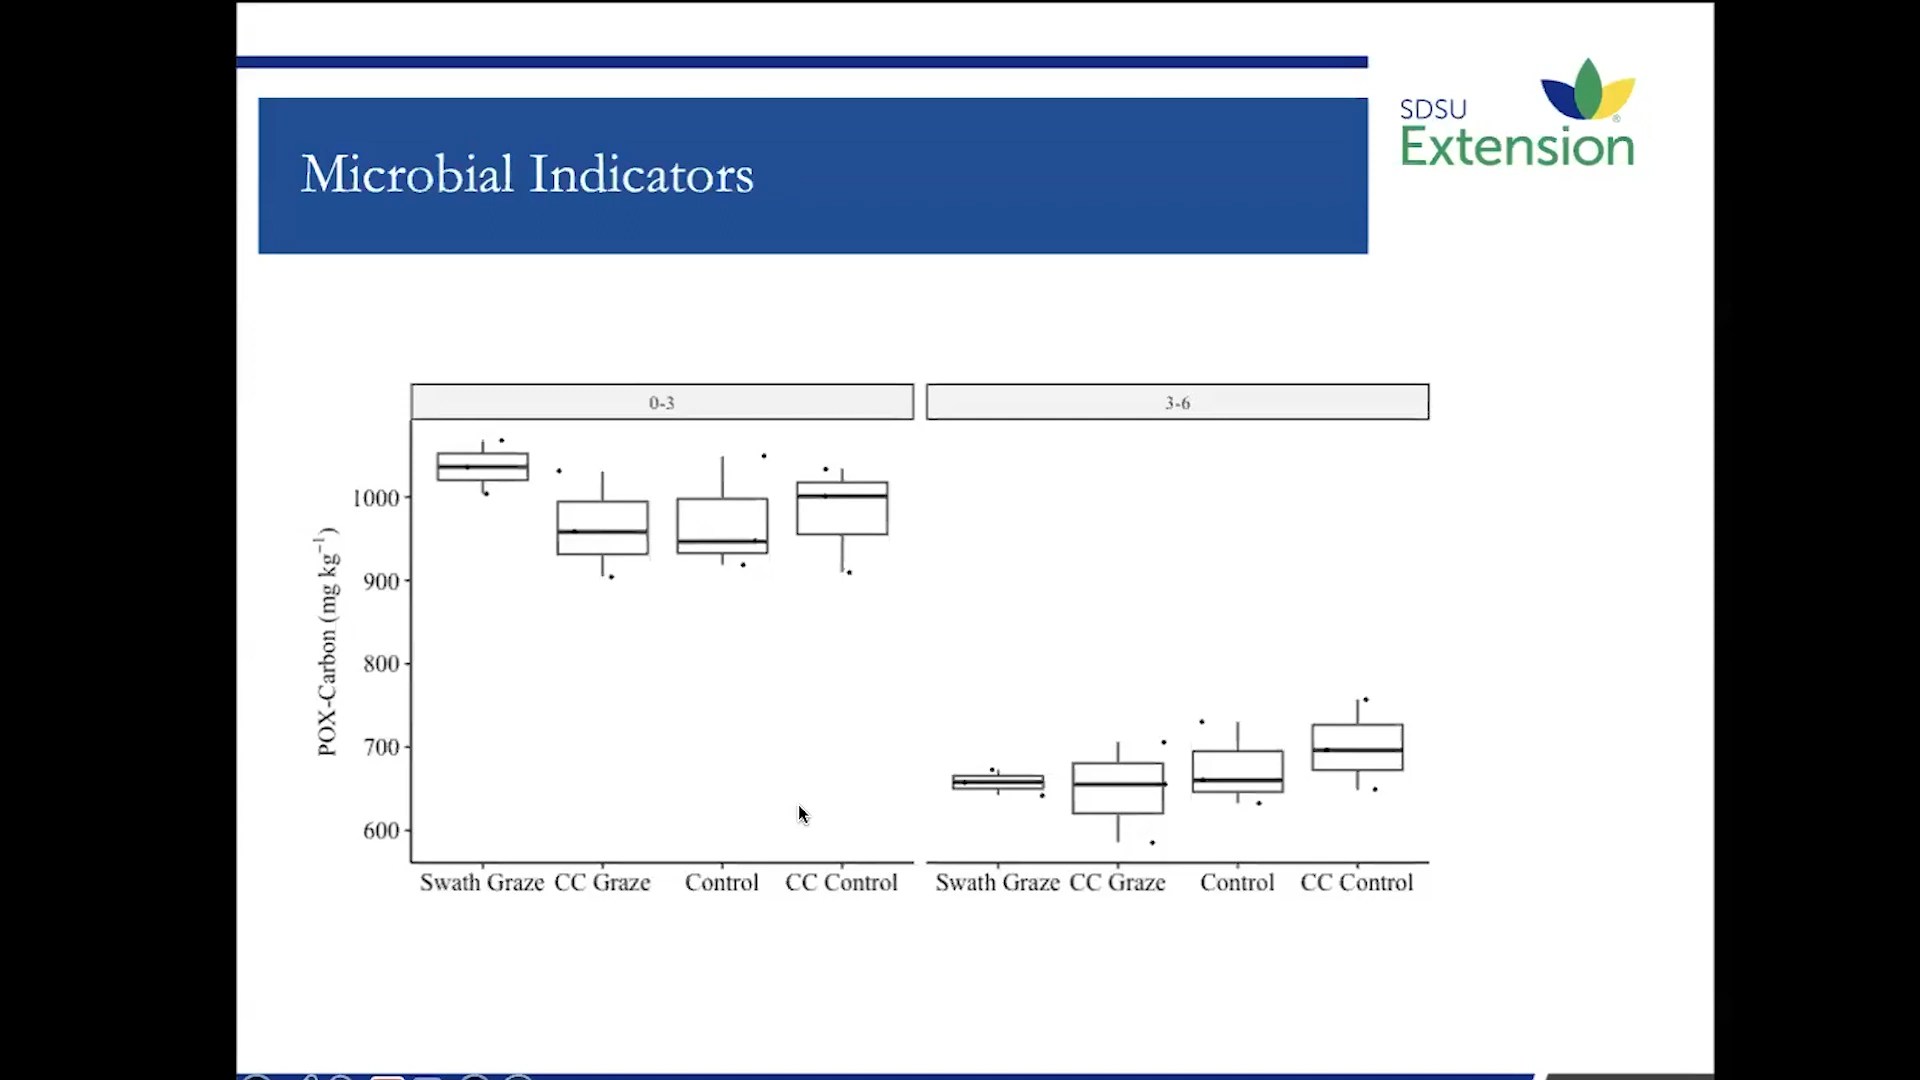 Microbial Indicators
SDSU
Extension
®
0-3
3-6
POX-Carbon (mg kg⁻¹)
1000
900
800
700
600
Swath Graze CC Graze Control CC Control
Swath Graze CC Graze Control CC Control